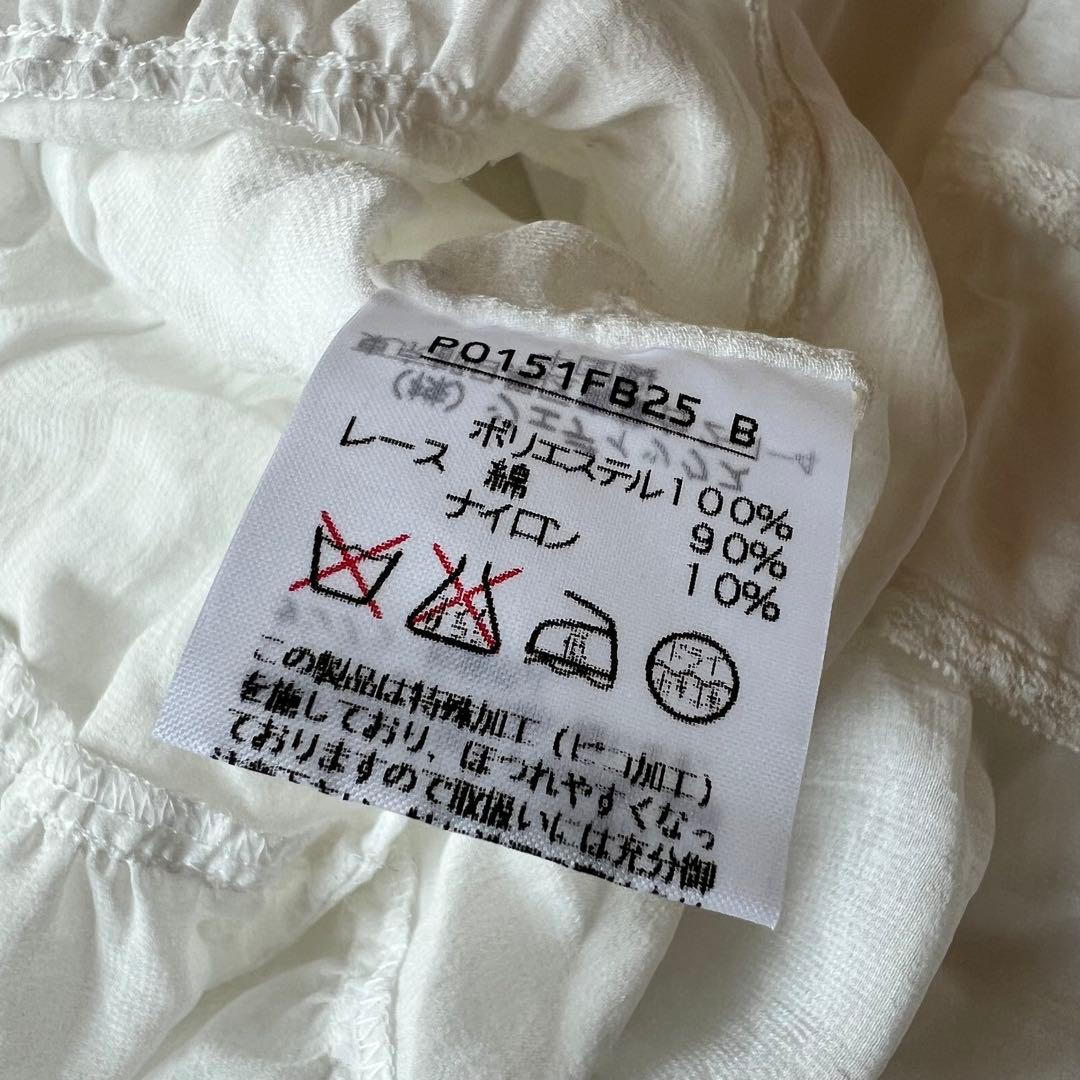 PO151FB25 B
ポリエステル100%
レース 綿 90%
ナイロン 10%
この製品は特殊加工(ピコ加工)
を施しており、ほつれやすくなっ
ておりますので取扱いには充分御